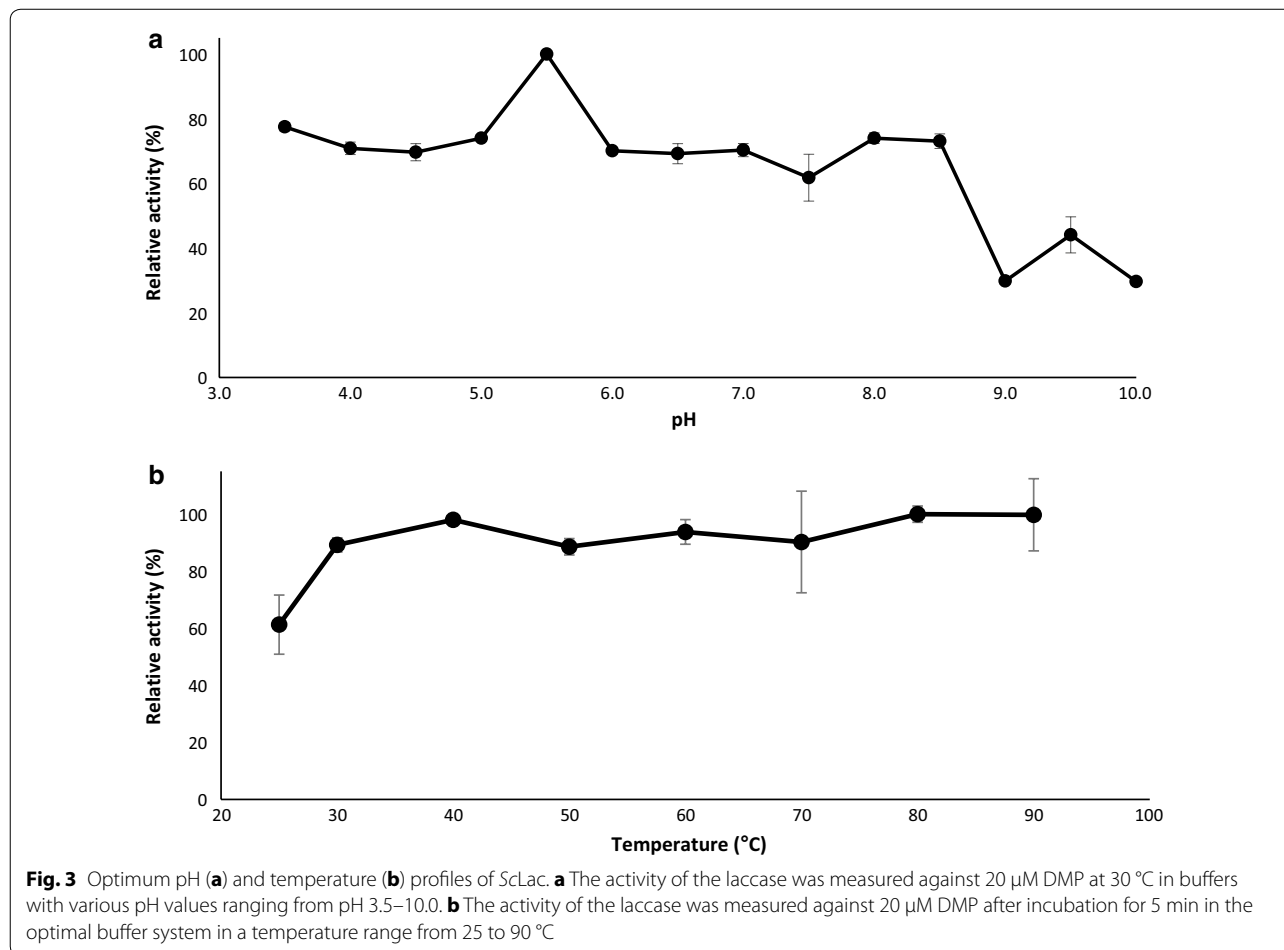 a
100
80
60
40
20
0
Relative activity (%)
3.0 4.0 5.0 6.0 7.0 8.0 9.0 10.0
pH
b
100
80
60
40
20
0
Relative activity (%)
20 30 40 50 60 70 80 90 100
Temperature (°C)
Fig. 3 Optimum pH (a) and temperature (b) profiles of ScLac. a The activity of the laccase was measured against 20 µM DMP at 30 °C in buffers
with various pH values ranging from pH 3.5–10.0. b The activity of the laccase was measured against 20 µM DMP after incubation for 5 min in the
optimal buffer system in a temperature range from 25 to 90 °C